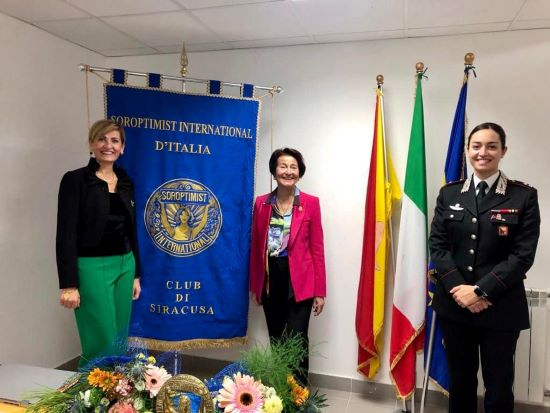 SOROPTIMIST INTERNATIONAL
D'ITALIA
SOROPTIMIST
INTERNATIONAL
CLUB
DI
SIRACUSA